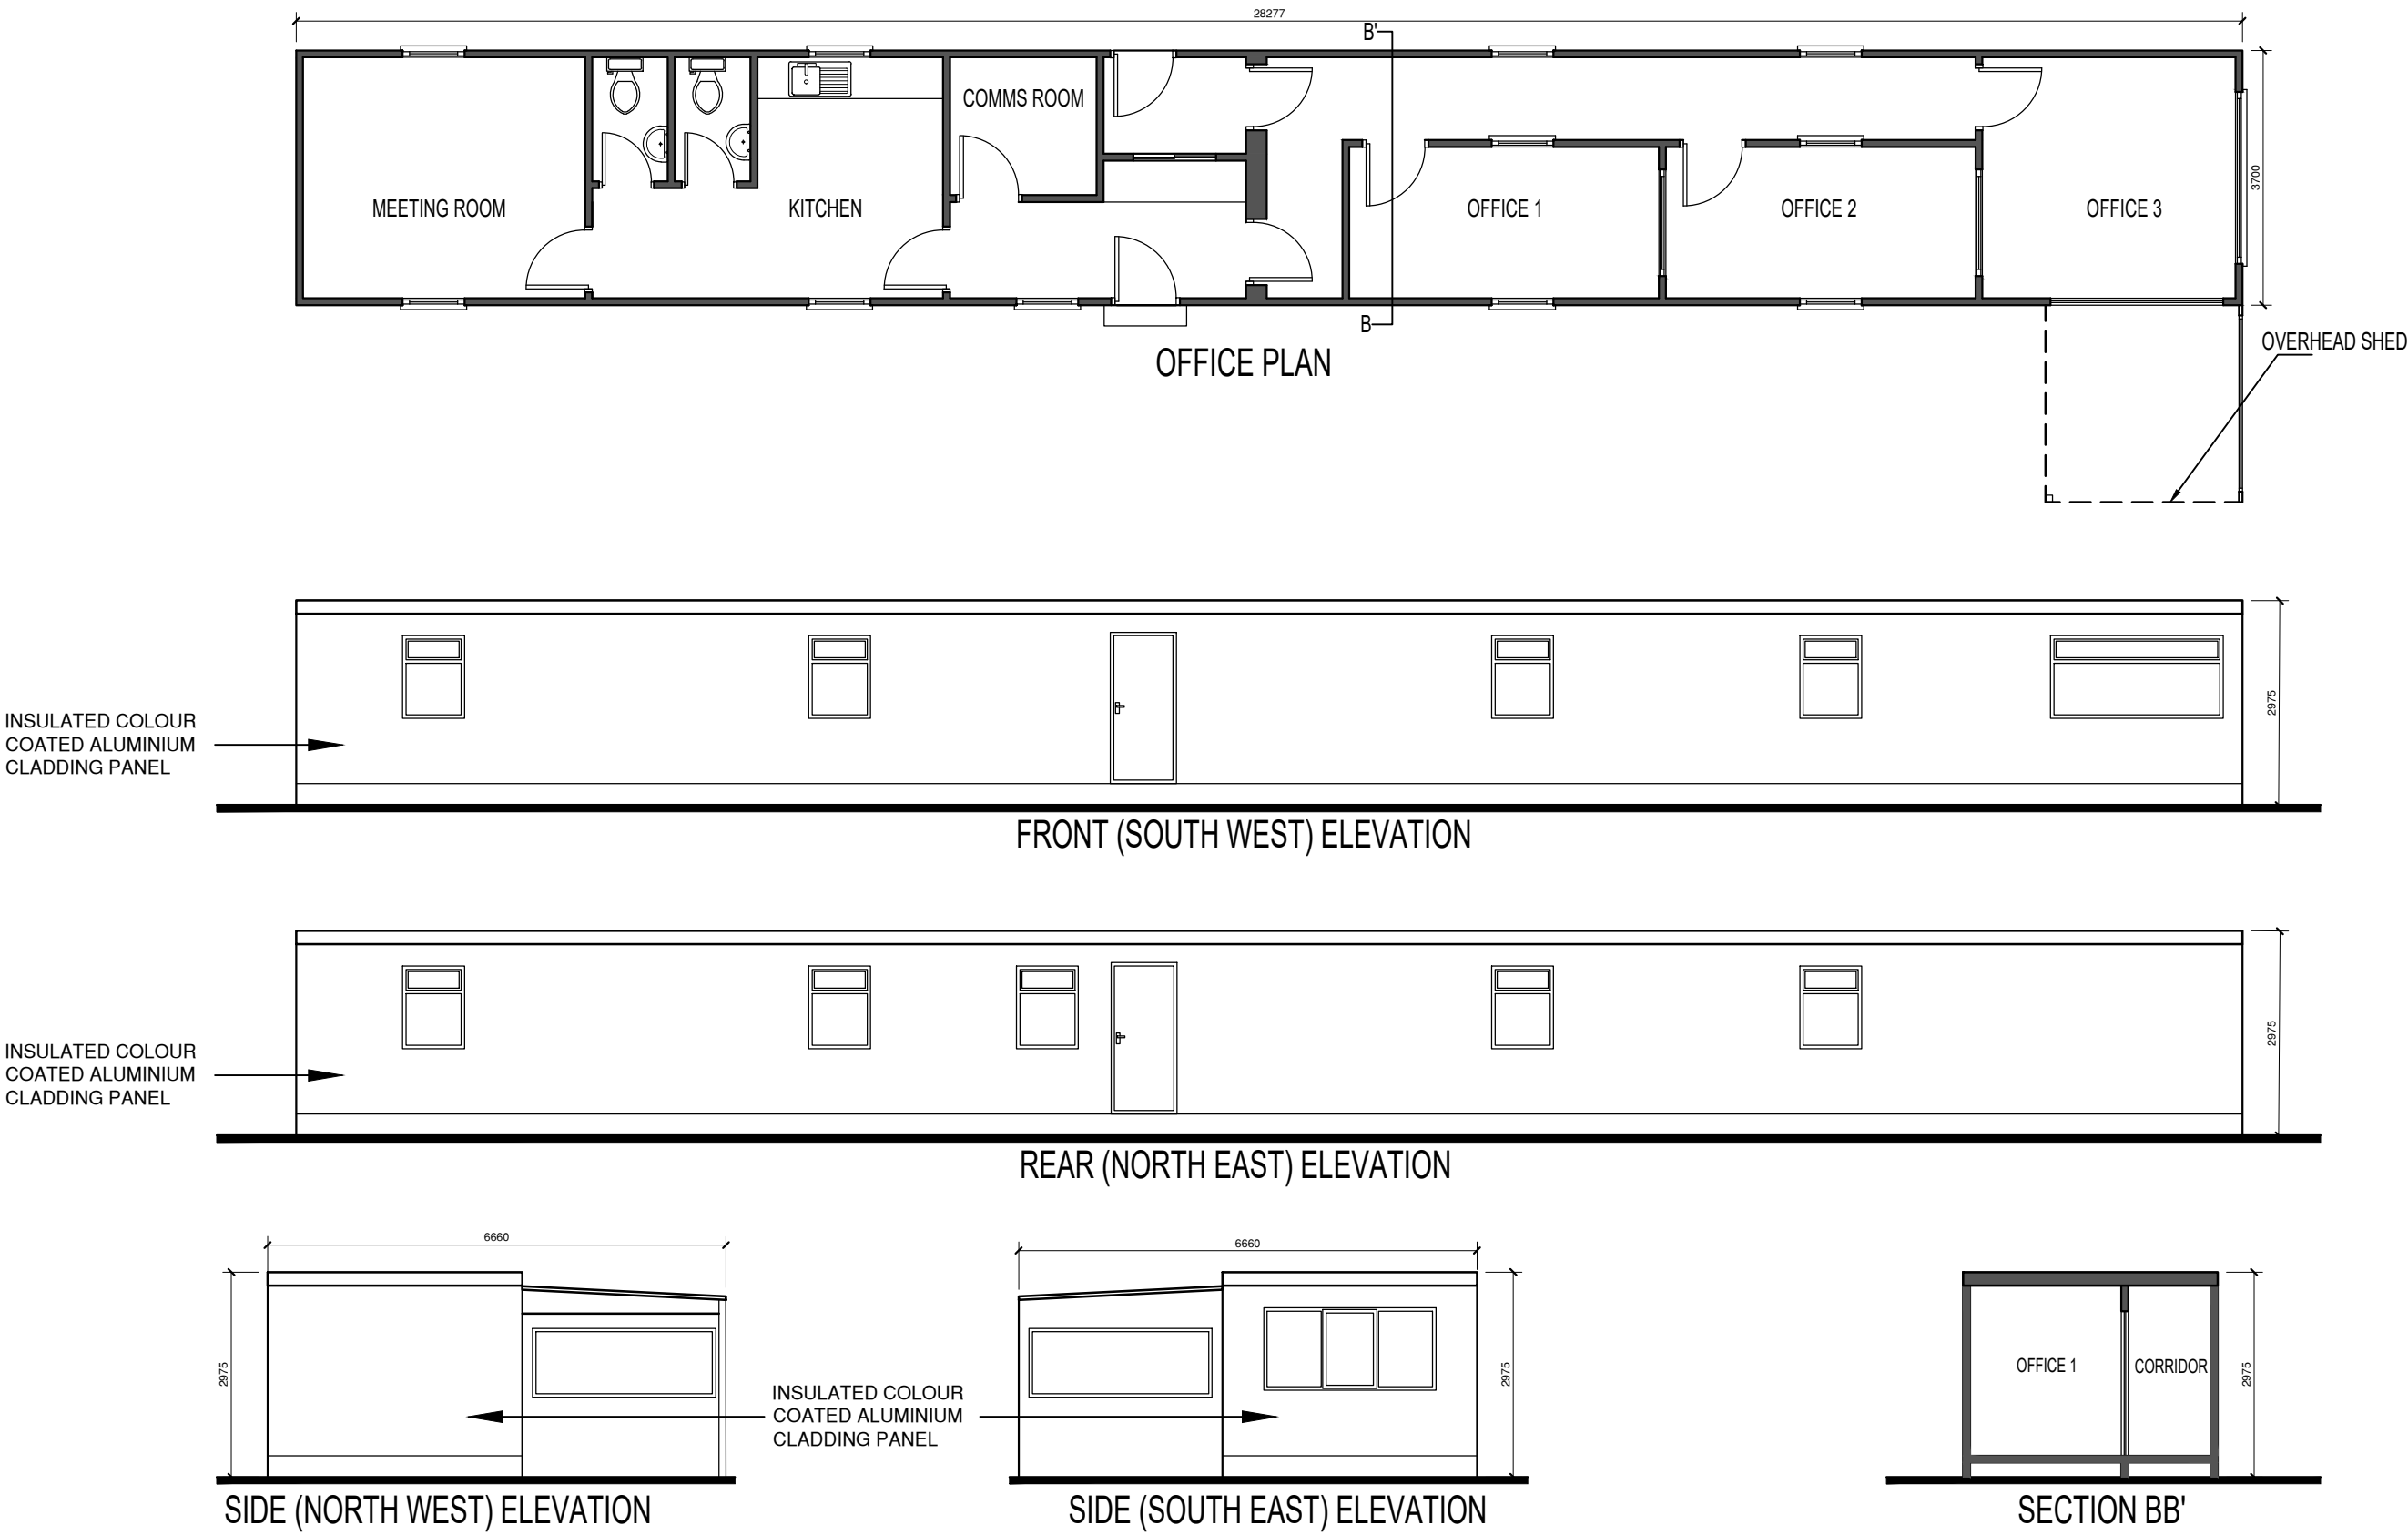 28277
B'
COMMS ROOM
MEETING ROOM
KITCHEN
OFFICE 1
OFFICE 2
OFFICE 3
3700
B
OFFICE PLAN
OVERHEAD SHED
INSULATED COLOUR
COATED ALUMINIUM
CLADDING PANEL
2975
FRONT (SOUTH WEST) ELEVATION
INSULATED COLOUR
COATED ALUMINIUM
CLADDING PANEL
2975
REAR (NORTH EAST) ELEVATION
6660
2975
SIDE (NORTH WEST) ELEVATION
INSULATED COLOUR
COATED ALUMINIUM
CLADDING PANEL
6660
2975
SIDE (SOUTH EAST) ELEVATION
OFFICE 1
CORRIDOR
2975
SECTION BB'